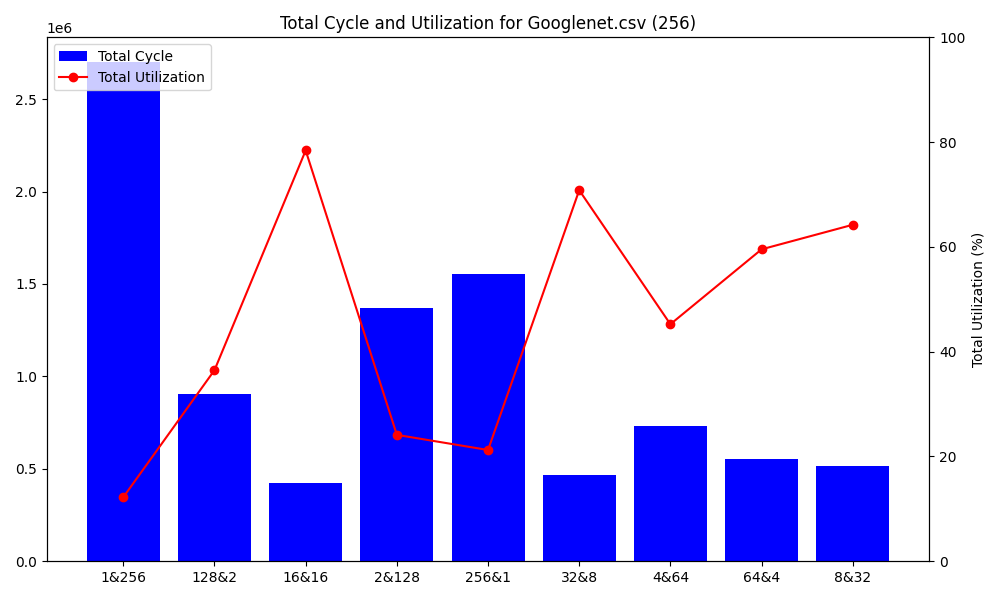 Total Cycle and Utilization for Googlenet.csv (256)
1e6
Total Cycle
Total Utilization
2.5
2.0
1.5
1.0
0.5
0.0
100
80
60
40
20
0
Total Utilization (%)
1&256 128&2 16&16 2&128 256&1 32&8 4&64 64&4 8&32